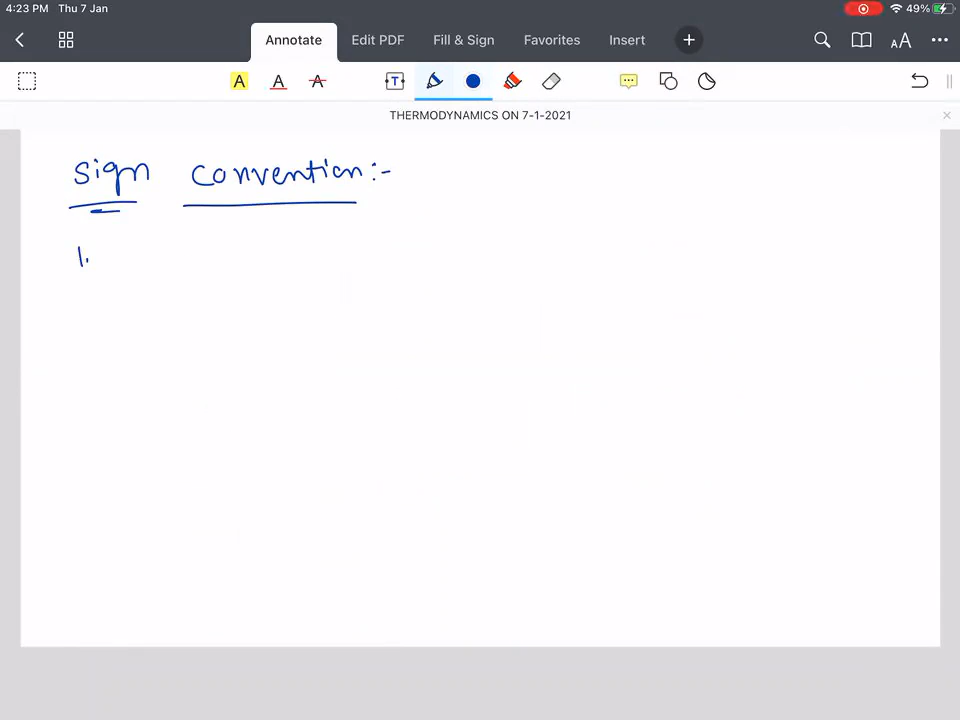 4:23 PM Thu 7 Jan 49%
Annotate Edit PDF Fill & Sign Favorites Insert
A A A T AA
THERMODYNAMICS ON 7-1-2021
Sign Convention:-
1.